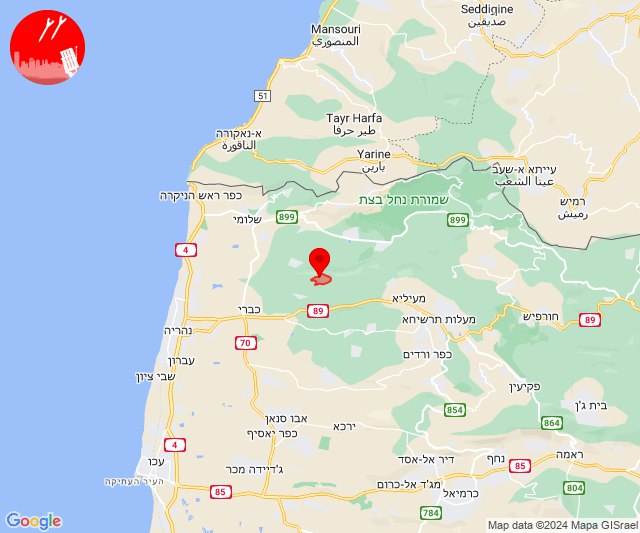 Seddigine
صديقين
Mansouri
المنصوري
51
Tayr Harfa
طير حرفا
א-נאקורה
الناقورة
Yarine
يارين
עייתא א-שעב
عيتا الشعب
רמיש
رميش
כפר ראש הניקרה
שמורת נחל בצת
899
שלומי
899
4
כברי
מעיליא
89
מעלות תרשיחא
חורפיש
89
נהריה
70
עברון
כפר ורדים
שבי ציון
פקיעין
בית ג'ן
854
864
אבו סנאן
ירכא
כפר יאסיף
4
עכו
ג'דיידה מכר
דיר אל-אסד
נחף
ראמה
85
העיר העתיקה
85
מג'ד אל-כרום
כרמיאל
804
784
Google
Map data ©2024 Mapa GISrael